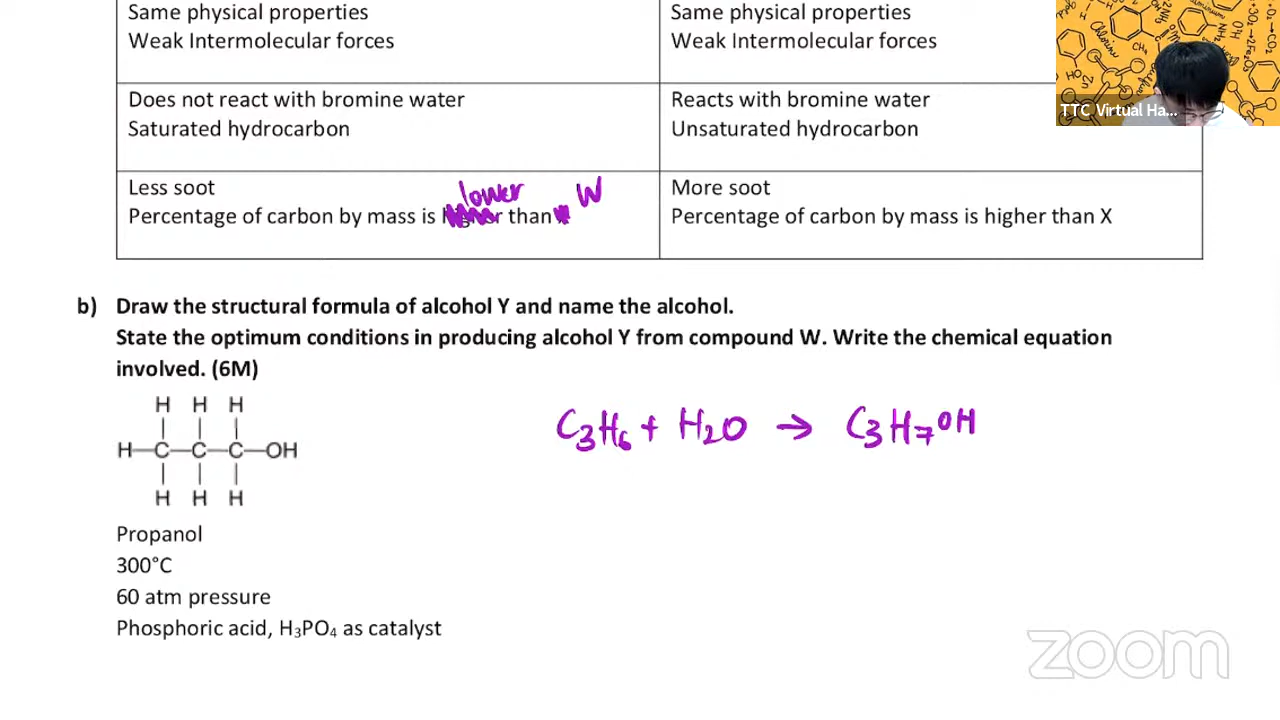 Same physical properties
Weak Intermolecular forces
Same physical properties
Weak Intermolecular forces
Does not react with bromine water
Saturated hydrocarbon
Reacts with bromine water
Unsaturated hydrocarbon
Less soot
lower W
Percentage of carbon by mass is than
More soot
Percentage of carbon by mass is higher than X
TTC Virtual Ha...
b) Draw the structural formula of alcohol Y and name the alcohol.
State the optimum conditions in producing alcohol Y from compound W. Write the chemical equation
involved. (6M)
H H H
H—C—C—C—OH
H H H
C₃H₆ + H₂O → C₃H₇OH
Propanol
300°C
60 atm pressure
Phosphoric acid, H₃PO₄ as catalyst
zoom